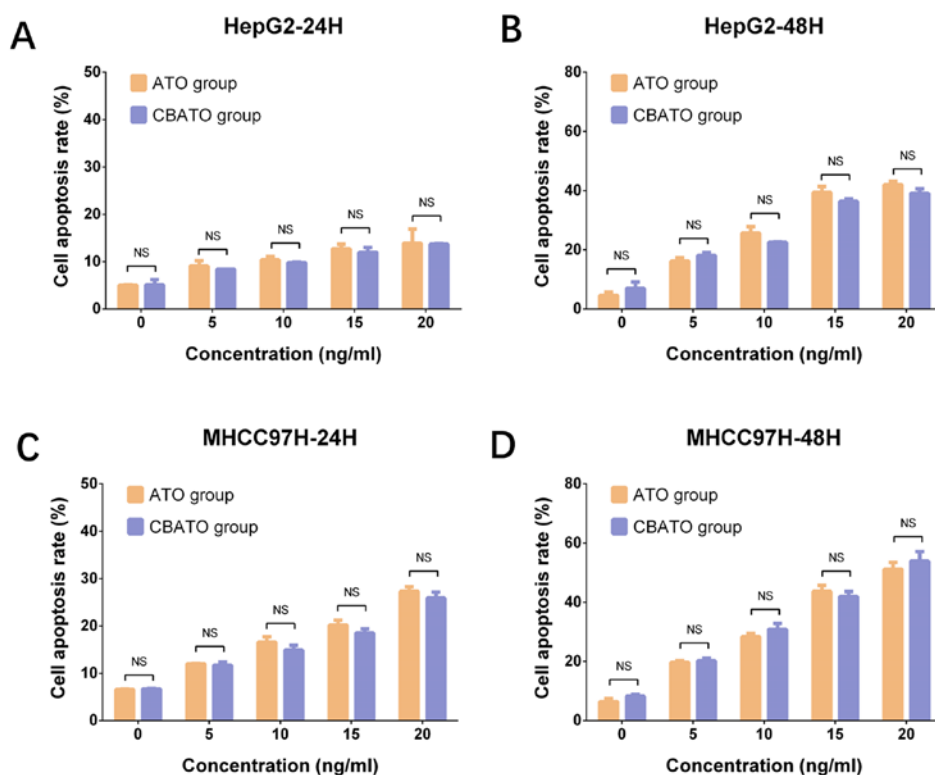 A
HepG2-24H
Cell apoptosis rate (%)
50
40
30
20
10
0
ATO group
CBATO group
NS
NS
NS
NS
NS
0 5 10 15 20
Concentration (ng/ml)
B
HepG2-48H
Cell apoptosis rate (%)
80
60
40
20
0
ATO group
CBATO group
NS
NS
NS
NS
NS
0 5 10 15 20
Concentration (ng/ml)
C
MHCC97H-24H
Cell apoptosis rate (%)
50
40
30
20
10
0
ATO group
CBATO group
NS
NS
NS
NS
NS
0 5 10 15 20
Concentration (ng/ml)
D
MHCC97H-48H
Cell apoptosis rate (%)
80
60
40
20
0
ATO group
CBATO group
NS
NS
NS
NS
NS
0 5 10 15 20
Concentration (ng/ml)